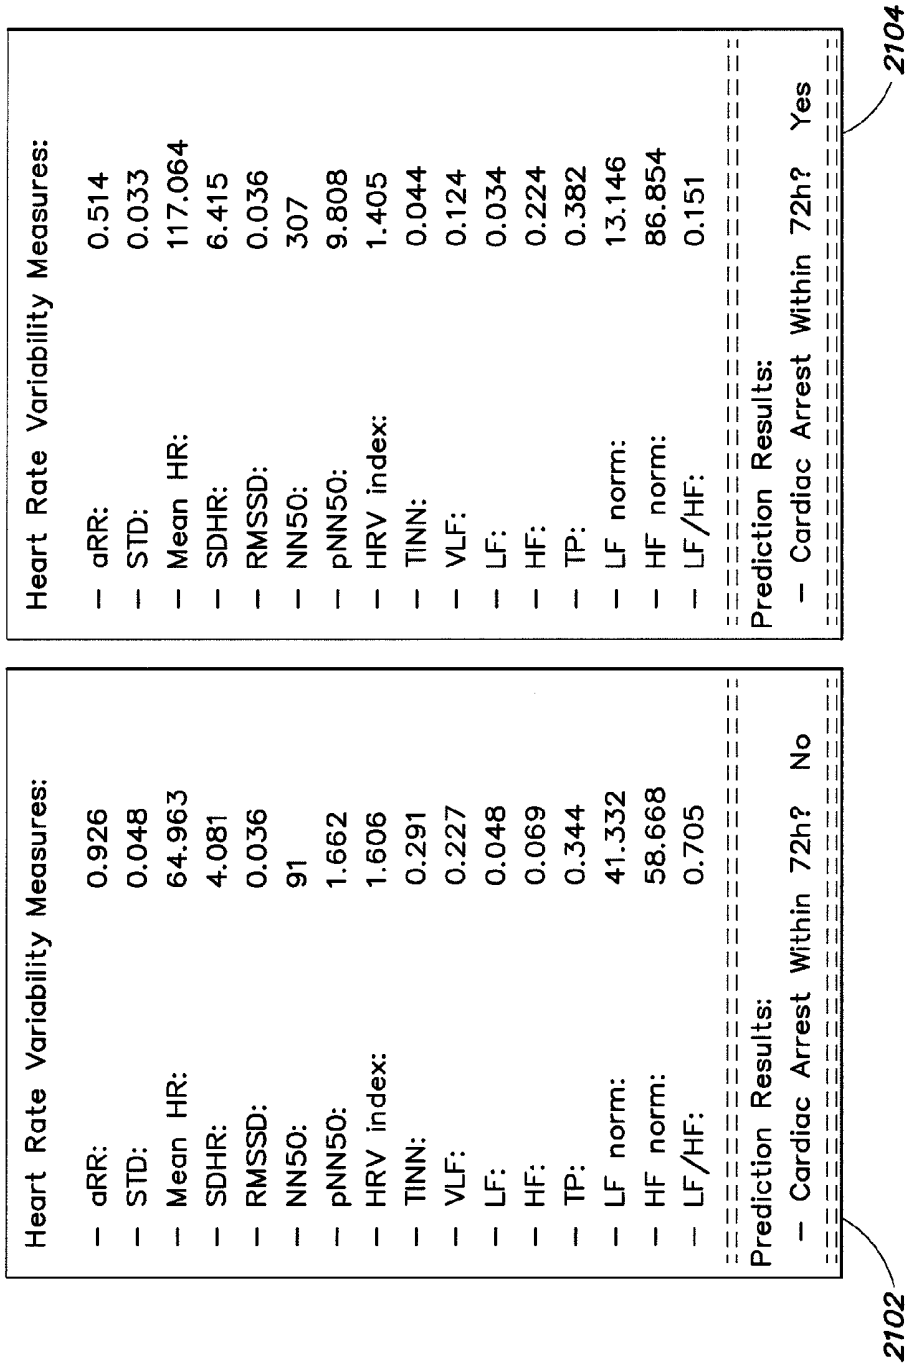 Heart Rate Variability Measures:
– aRR: 0.926
– STD: 0.048
– Mean HR: 64.963
– SDHR: 4.081
– RMSSD: 0.036
– NN50: 91
– pNN50: 1.662
– HRV index: 1.606
– TINN: 0.291
– VLF: 0.227
– LF: 0.048
– HF: 0.069
– TP: 0.344
– LF norm: 41.332
– HF norm: 58.668
– LF/HF: 0.705
Prediction Results:
– Cardiac Arrest Within 72h? No
2102
Heart Rate Variability Measures:
– aRR: 0.514
– STD: 0.033
– Mean HR: 117.064
– SDHR: 6.415
– RMSSD: 0.036
– NN50: 307
– pNN50: 9.808
– HRV index: 1.405
– TINN: 0.044
– VLF: 0.124
– LF: 0.034
– HF: 0.224
– TP: 0.382
– LF norm: 13.146
– HF norm: 86.854
– LF/HF: 0.151
Prediction Results:
– Cardiac Arrest Within 72h? Yes
2104